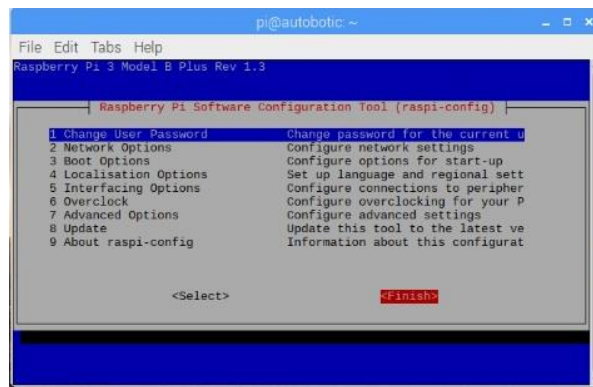 pi@autobotic: ~
File Edit Tabs Help
Raspberry Pi 3 Model B Plus Rev 1.3
Raspberry Pi Software Configuration Tool (raspi-config)
1 Change User Password Change password for the current u
2 Network Options Configure network settings
3 Boot Options Configure options for start-up
4 Localisation Options Set up language and regional sett
5 Interfacing Options Configure connections to peripher
6 Overclock Configure overclocking for your P
7 Advanced Options Configure advanced settings
8 Update Update this tool to the latest ve
9 About raspi-config Information about this configurat
<Select> <Finish>